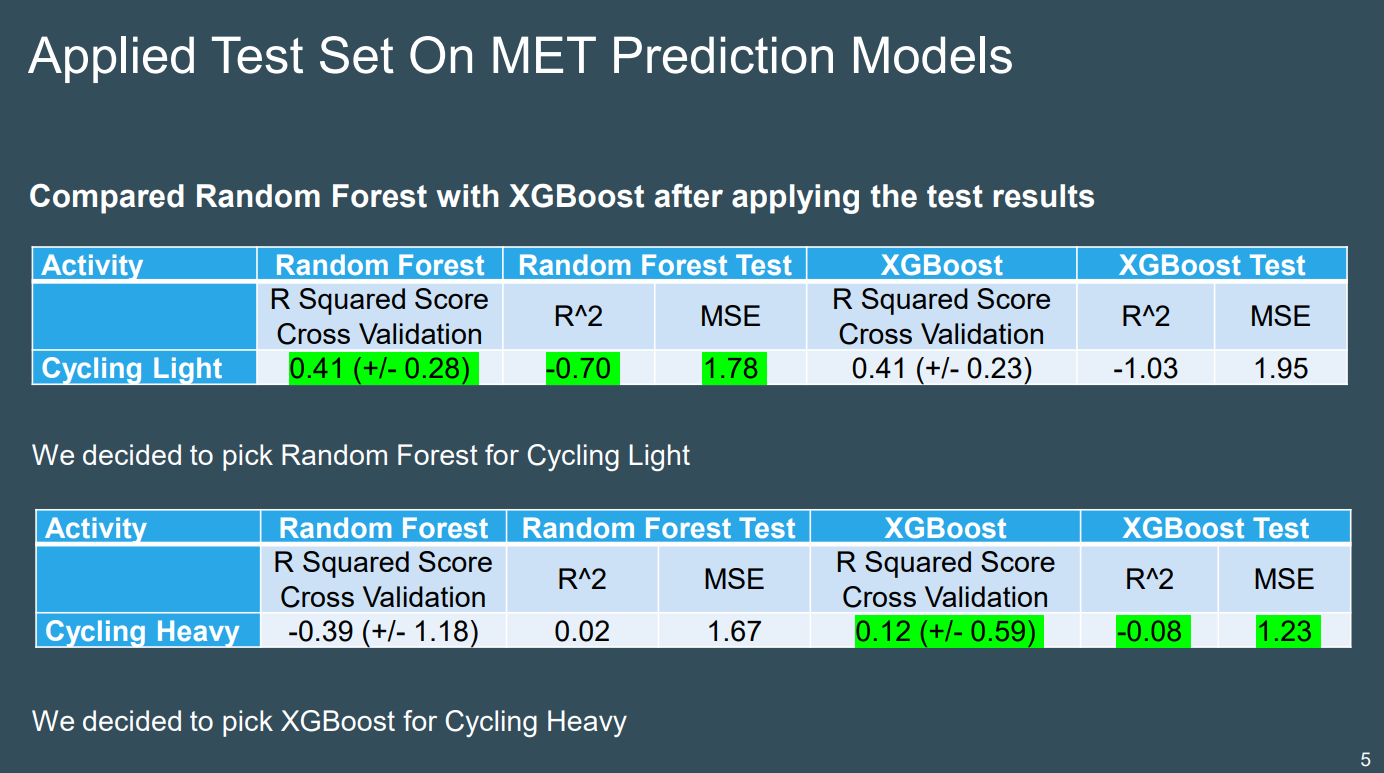 Applied Test Set On MET Prediction Models
Compared Random Forest with XGBoost after applying the test results
Activity Random Forest Random Forest Test XGBoost XGBoost Test
R Squared Score
Cross Validation R^2 MSE R Squared Score
Cross Validation R^2 MSE
Cycling Light 0.41 (+/- 0.28) -0.70 1.78 0.41 (+/- 0.23) -1.03 1.95
We decided to pick Random Forest for Cycling Light
Activity Random Forest Random Forest Test XGBoost XGBoost Test
R Squared Score
Cross Validation R^2 MSE R Squared Score
Cross Validation R^2 MSE
Cycling Heavy -0.39 (+/- 1.18) 0.02 1.67 0.12 (+/- 0.59) -0.08 1.23
We decided to pick XGBoost for Cycling Heavy
5